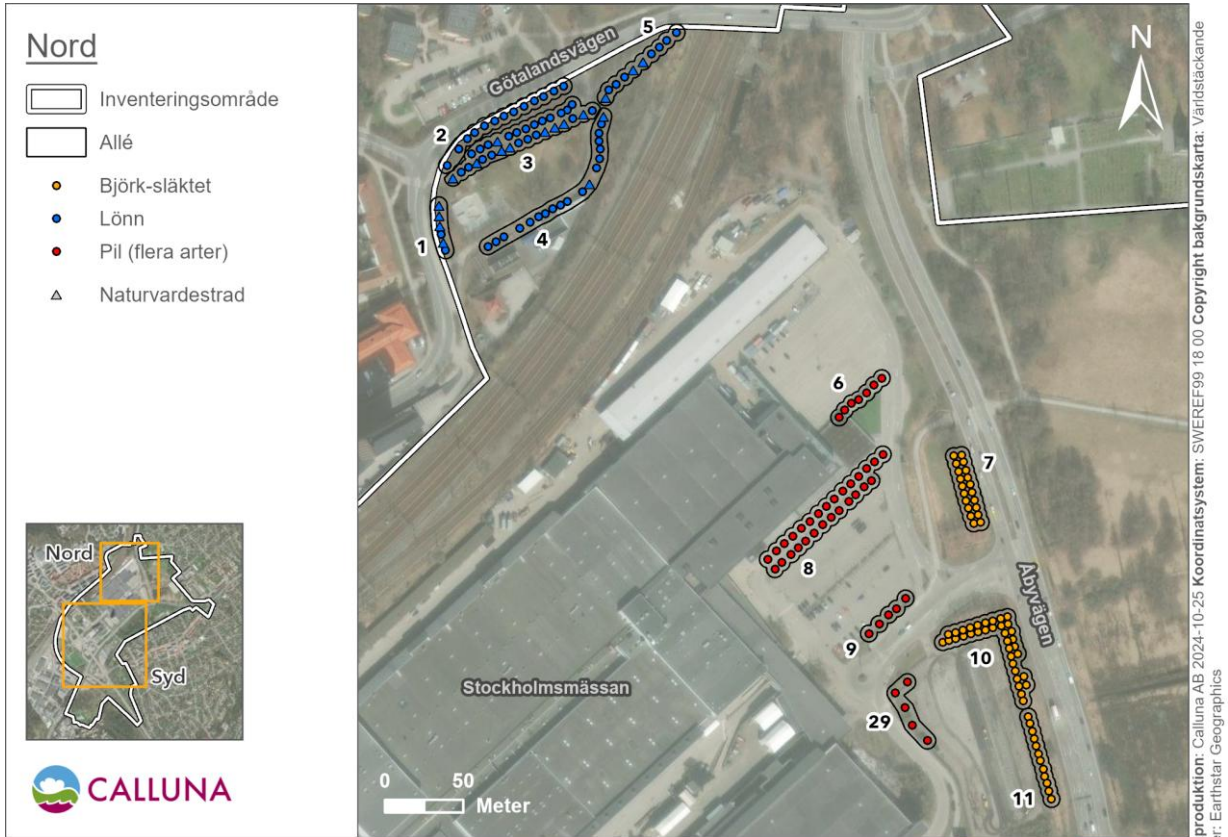 Nord
Inventeringsområde
Allé
Björk-släktet
Lönn
Pil (flera arter)
Naturvardestrad
Nord
Syd
CALLUNA
Götalandsvägen
N
5
2
3
1
4
6
7
8
9
10
29
11
Åbyvägen
Stockholmsmässan
0 50
Meter
produktion: Calluna AB 2024-10-25 Koordinatsystem: SWEREF99 18 00 Copyright bakgrundskarta: Världstäckande
r: Earthstar Geographics